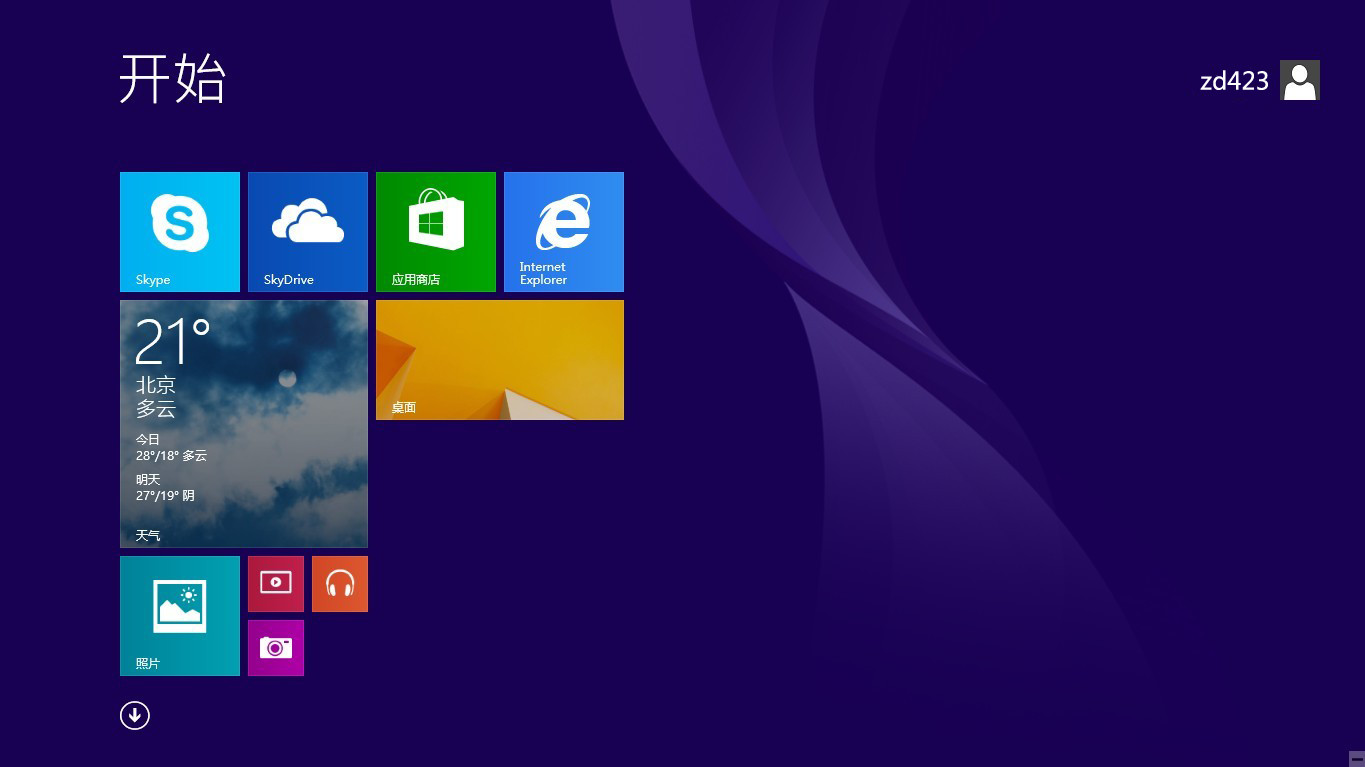 开始
zd423
Skype
SkyDrive
应用商店
Internet
Explorer
21°
北京
多云
今日
28°/18° 多云
明天
27°/19° 阴
天气
桌面
照片